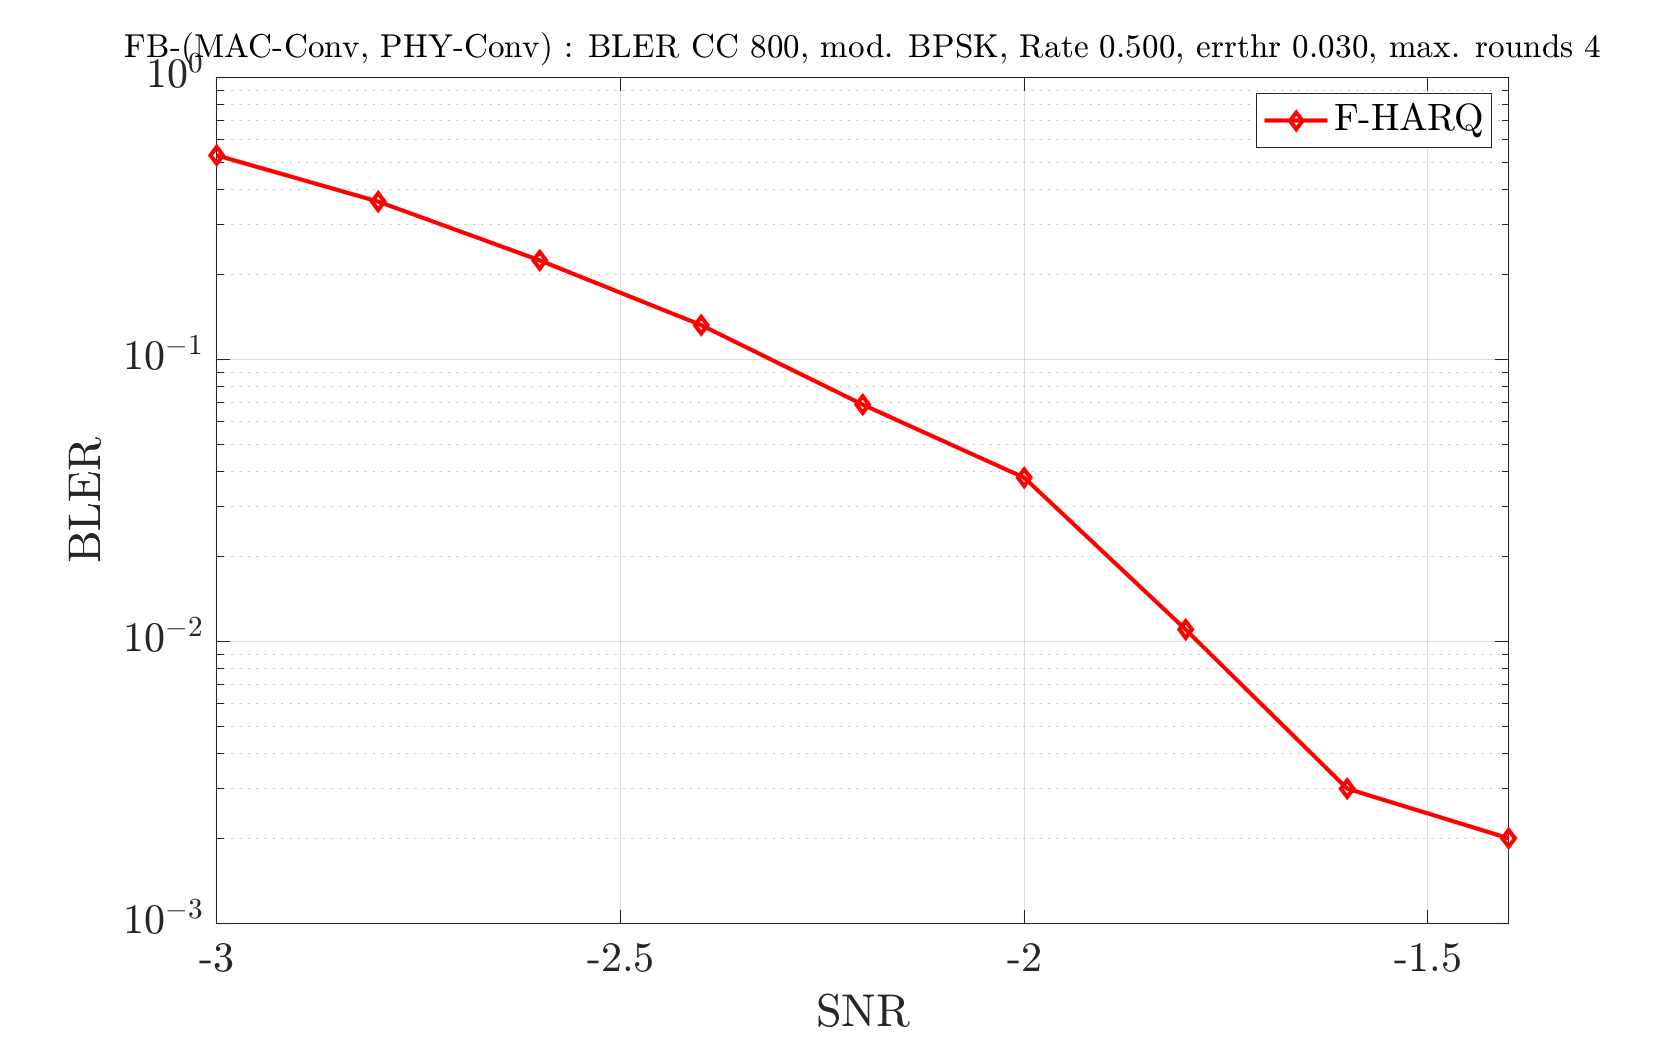 FB-(MAC-Conv, PHY-Conv) : BLER CC 800, mod. BPSK, Rate 0.500, errthr 0.030, max. rounds 4
F-HARQ
10^0
10^{-1}
10^{-2}
10^{-3}
BLER
-3
-2.5
-2
-1.5
SNR